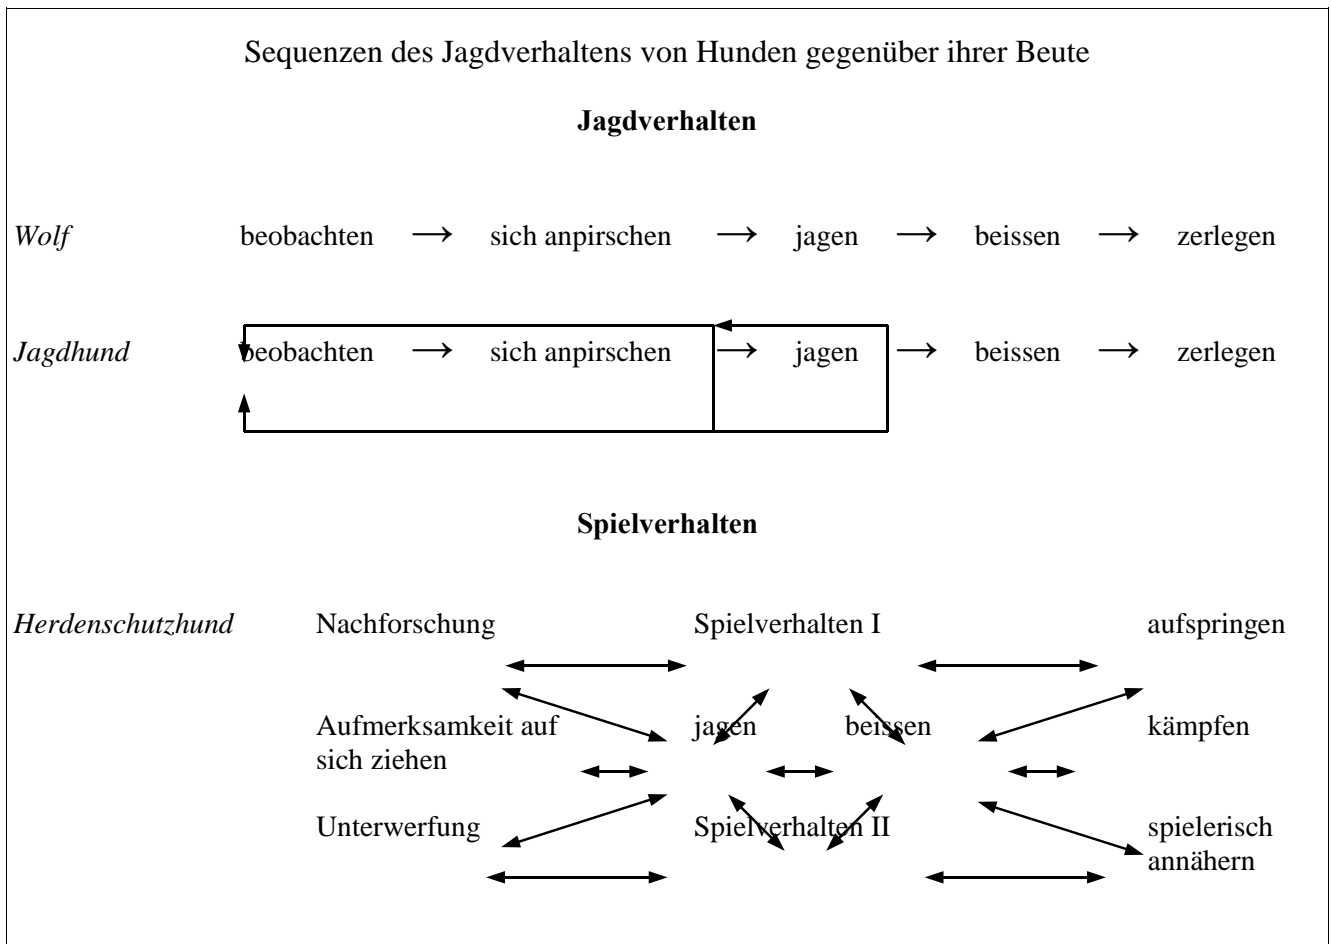 Sequenzen des Jagdverhaltens von Hunden gegenüber ihrer Beute
Jagdverhalten
Wolf beobachten → sich anpirschen → jagen → beissen → zerlegen
Jagdhund beobachten → sich anpirschen → jagen → beissen → zerlegen
Spielverhalten
Herdenschutzhund Nachforschung Spielverhalten I aufspringen
Aufmerksamkeit auf jagen beissen kämpfen
sich ziehen
Unterwerfung Spielverhalten II spielerisch
annähern